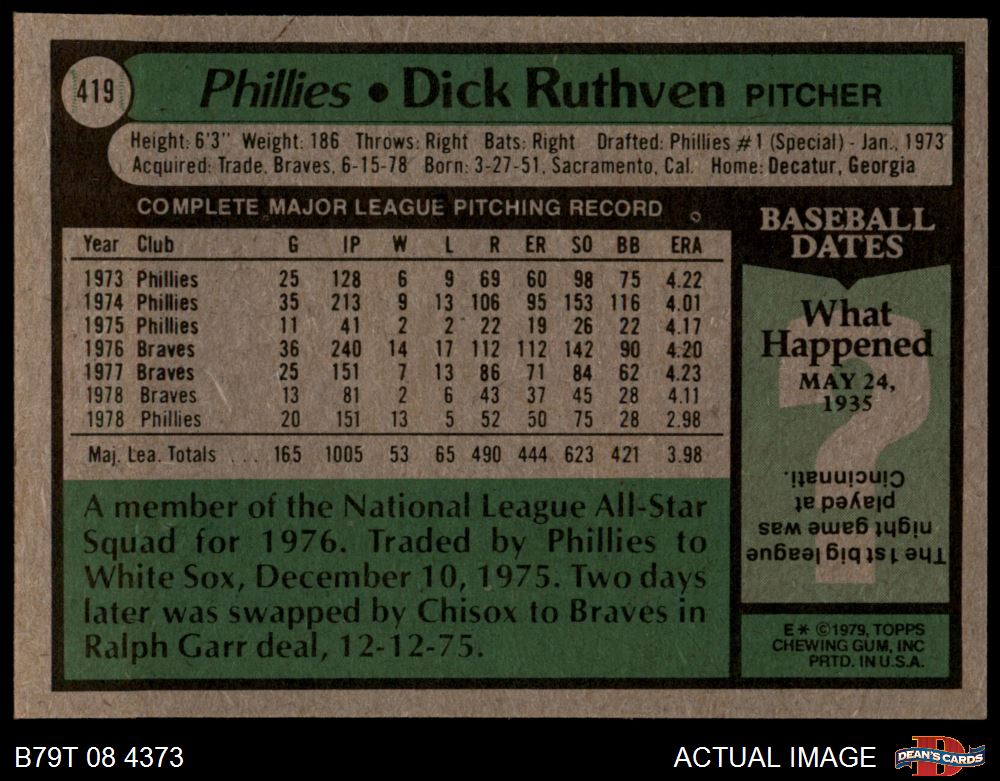 419
Phillies • Dick Ruthven PITCHER
Height: 6'3" Weight: 186 Throws: Right Bats: Right Drafted: Phillies #1 (Special) - Jan., 1973
Acquired: Trade, Braves, 6-15-78 Born: 3-27-51, Sacramento, Cal. Home: Decatur, Georgia
COMPLETE MAJOR LEAGUE PITCHING RECORD
Year Club G IP W L R ER SO BB ERA
1973 Phillies 25 128 6 9 69 60 98 75 4.22
1974 Phillies 35 213 9 13 106 95 153 116 4.01
1975 Phillies 11 41 2 2 22 19 26 22 4.17
1976 Braves 36 240 14 17 112 112 142 90 4.20
1977 Braves 25 151 7 13 86 71 84 62 4.23
1978 Braves 13 81 2 6 43 37 45 28 4.11
1978 Phillies 20 151 13 5 52 50 75 28 2.98
Maj. Lea. Totals ... 165 1005 53 65 490 444 623 421 3.98
A member of the National League All-Star
Squad for 1976. Traded by Phillies to
White Sox, December 10, 1975. Two days
later was swapped by Chisox to Braves in
Ralph Garr deal, 12-12-75.
BASEBALL
DATES
What
Happened
MAY 24,
1935
The 1st big league
night game was
played at
Cincinnati.
E* ©1979, TOPPS
CHEWING GUM, INC
PRTD. IN U.S.A.
B79T 08 4373
ACTUAL IMAGE
D
DEAN'S CARDS